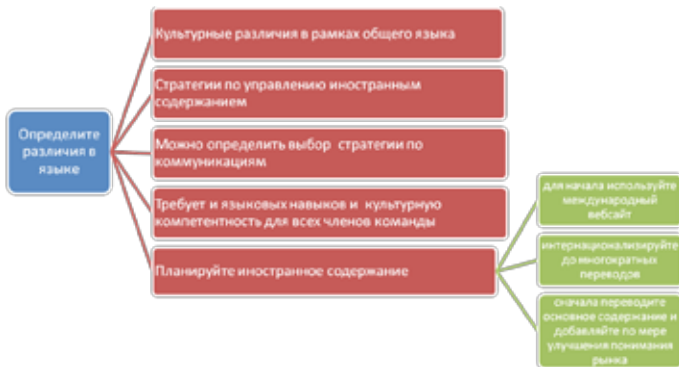 Определите
различия в
языке
Культурные различия в рамках общего языка
Стратегии по управлению иностранным
содержанием
Можно определить выбор стратегии по
коммуникациям
Требует и языковых навыков и культурную
компетентность для всех членов команды
Планируйте иностранное содержание
для начала используйте
международный
вебсайт
интернационализируйте
до многократных
переводов
сначала переводите
основное содержание и
добавляйте по мере
улучшения понимания
рынка